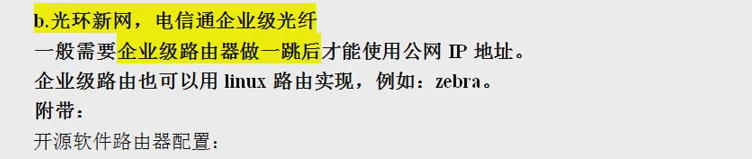 b.光环新网，电信通企业级光纤
一般需要企业级路由器做一跳后才能使用公网 IP 地址。
企业级路由也可以用 linux 路由实现，例如：zebra。
附带：
开源软件路由器配置：